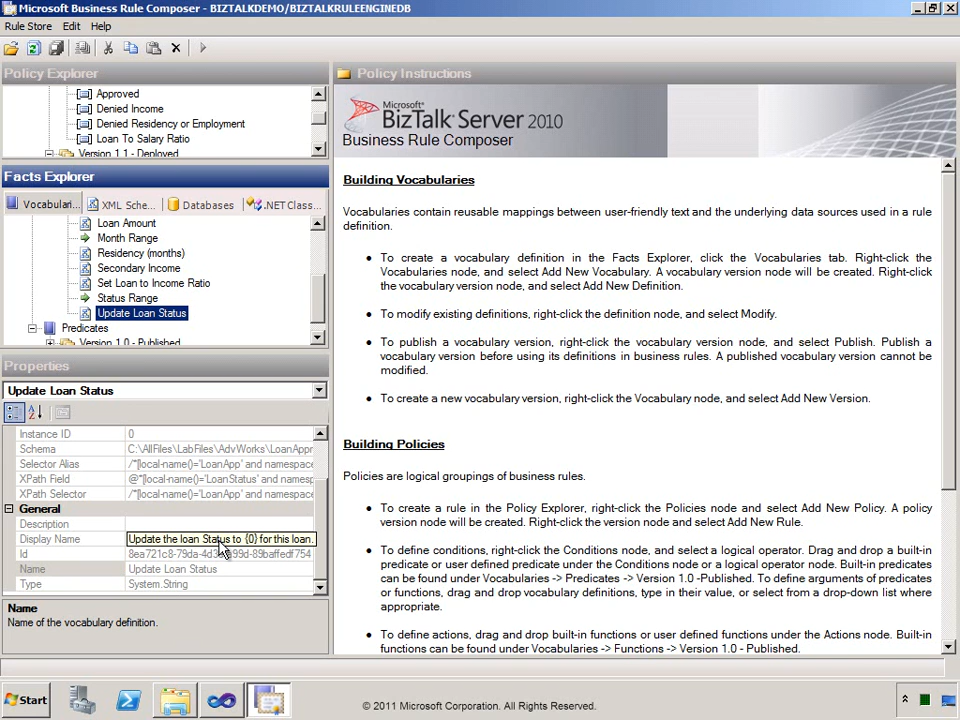 Microsoft Business Rule Composer - BIZTALKDEMO/BIZTALKRULEENGINEDB
Rule Store Edit Help
Policy Explorer
Approved
Denied Income
Denied Residency or Employment
Loan To Salary Ratio
Version 1.1 - Deployed
Facts Explorer
Vocabulari... XML Sche... Databases .NET Class...
Loan Amount
Month Range
Residency (months)
Secondary Income
Set Loan to Income Ratio
Status Range
Update Loan Status
Predicates
Version 1.0 - Published
Properties
Update Loan Status
Instance ID 0
Schema C:\AllFiles\LabFiles\AdvWorks\LoanAppr
Selector Alias /*[local-name()='LoanApp' and namespace
XPath Field @*[local-name()='LoanStatus' and namesp
XPath Selector /*[local-name()='LoanApp' and namespace
General
Description
Display Name Update the loan Status to {0} for this loan.
Id
Name Update Loan Status
Type System.String
Name
Name of the vocabulary definition.
Start
Policy Instructions
Microsoft
BizTalk Server 2010
Business Rule Composer
Building Vocabularies
Vocabularies contain reusable mappings between user-friendly text and the underlying data sources used in a rule
definition.
To create a vocabulary definition in the Facts Explorer, click the Vocabularies tab. Right-click the
Vocabularies node, and select Add New Vocabulary. A vocabulary version node will be created. Right-click
the vocabulary version node, and select Add New Definition.
To modify existing definitions, right-click the definition node, and select Modify.
To publish a vocabulary version, right-click the vocabulary version node, and select Publish. Publish a
vocabulary version before using its definitions in business rules. A published vocabulary version cannot be
modified.
To create a new vocabulary version, right-click the Vocabulary node, and select Add New Version.
Building Policies
Policies are logical groupings of business rules.
To create a rule in the Policy Explorer, right-click the Policies node and select Add New Policy. A policy
version node will be created. Right-click the version node and select Add New Rule.
To define conditions, right-click the Conditions node, and select a logical operator. Drag and drop a built-in
predicate or user defined predicate under the Conditions node or a logical operator node. Built-in predicates
can be found under Vocabularies -> Predicates -> Version 1.0 -Published. To define arguments of predicates
or functions, drag and drop vocabulary definitions, type in their value, or select from a drop-down list where
appropriate.
To define actions, drag and drop built-in functions or user defined functions under the Actions node. Built-in
functions can be found under Vocabularies -> Functions -> Version 1.0 - Published.
© 2011 Microsoft Corporation. All Rights Reserved.